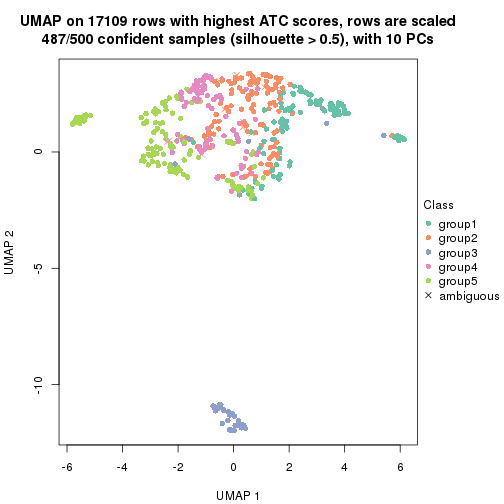 UMAP on 17109 rows with highest ATC scores, rows are scaled
487/500 confident samples (silhouette > 0.5), with 10 PCs
0
-5
-10
UMAP 2
-6
-4
-2
0
2
4
6
UMAP 1
Class
group1
group2
group3
group4
group5
ambiguous